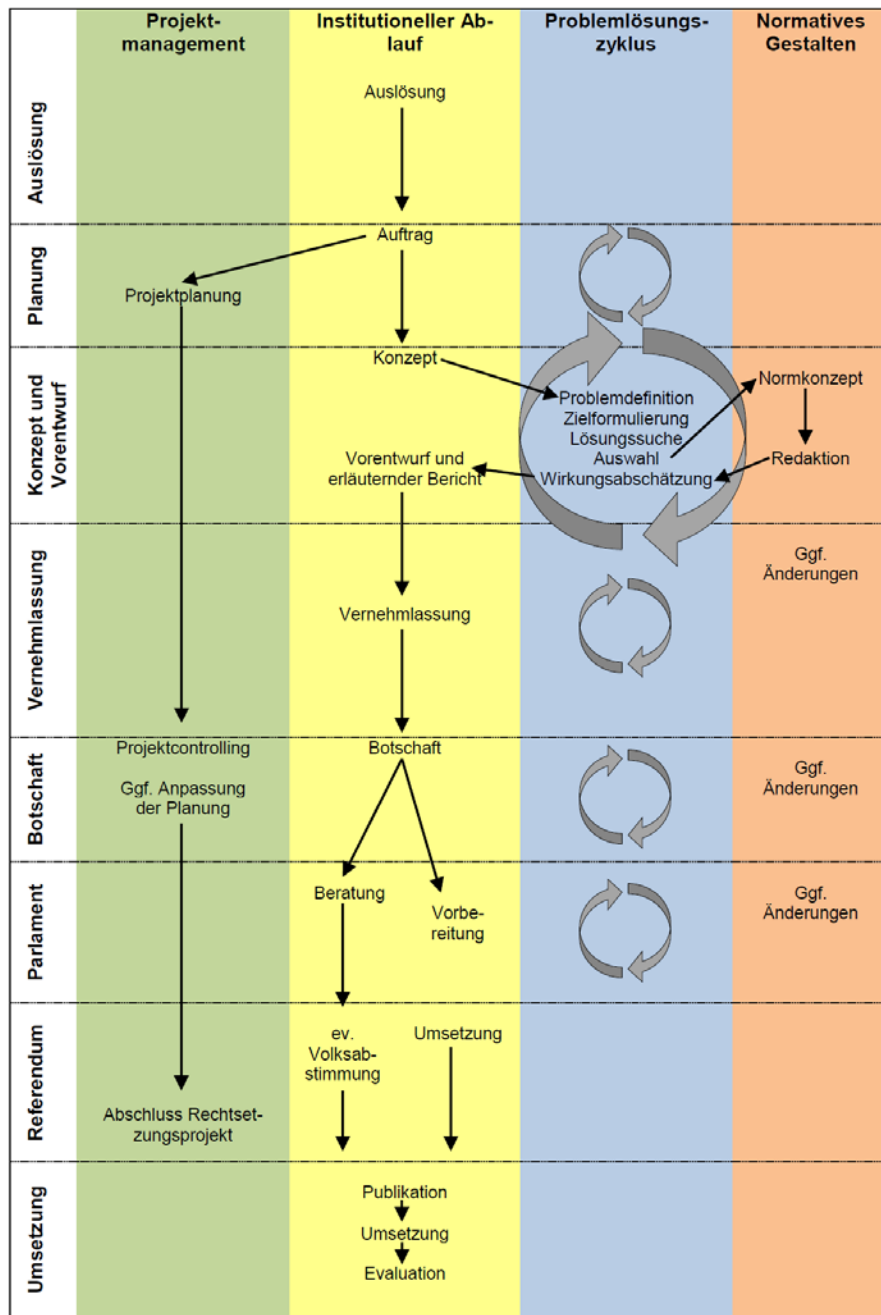 Projekt-
management
Institutioneller Ab-
lauf
Problemlösungs-
zyklus
Normatives
Gestalten
Auslösung
Auslösung
Planung
Auftrag
Projektplanung
Konzept und
Vorentwurf
Konzept
Problemdefinition
Zielformulierung
Lösungssuche
Auswahl
Wirkungsabschätzung
Normkonzept
Redaktion
Vorentwurf und
erläuternder Bericht
Vernehmlassung
Vernehmlassung
Ggf.
Änderungen
Botschaft
Projektcontrolling
Ggf. Anpassung
der Planung
Botschaft
Ggf.
Änderungen
Parlament
Beratung
Vorbe-
reitung
Ggf.
Änderungen
Referendum
Abschluss Rechtset-
zungsprojekt
ev.
Volksab-
stimmung
Umsetzung
Umsetzung
Publikation
Umsetzung
Evaluation